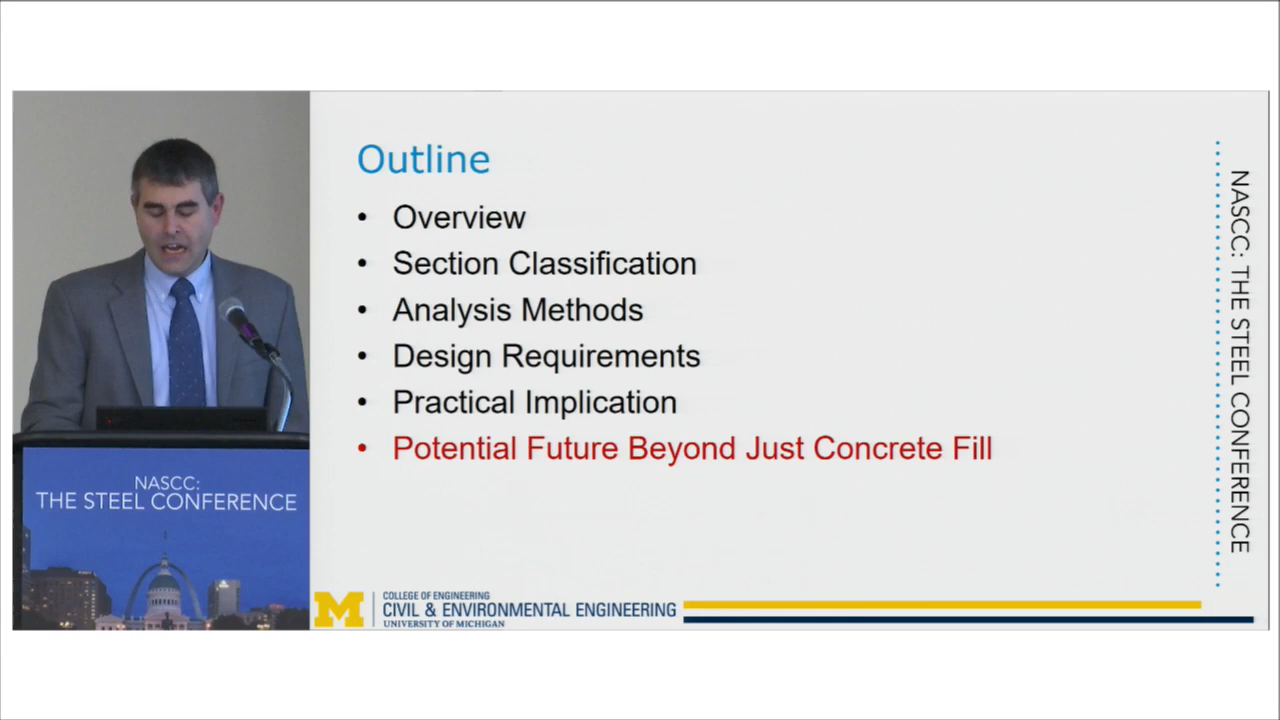 Outline
• Overview
• Section Classification
• Analysis Methods
• Design Requirements
• Practical Implication
• Potential Future Beyond Just Concrete Fill
NASCC: THE STEEL CONFERENCE
NASCC:
THE STEEL CONFERENCE
M
COLLEGE OF ENGINEERING
CIVIL & ENVIRONMENTAL ENGINEERING
UNIVERSITY OF MICHIGAN